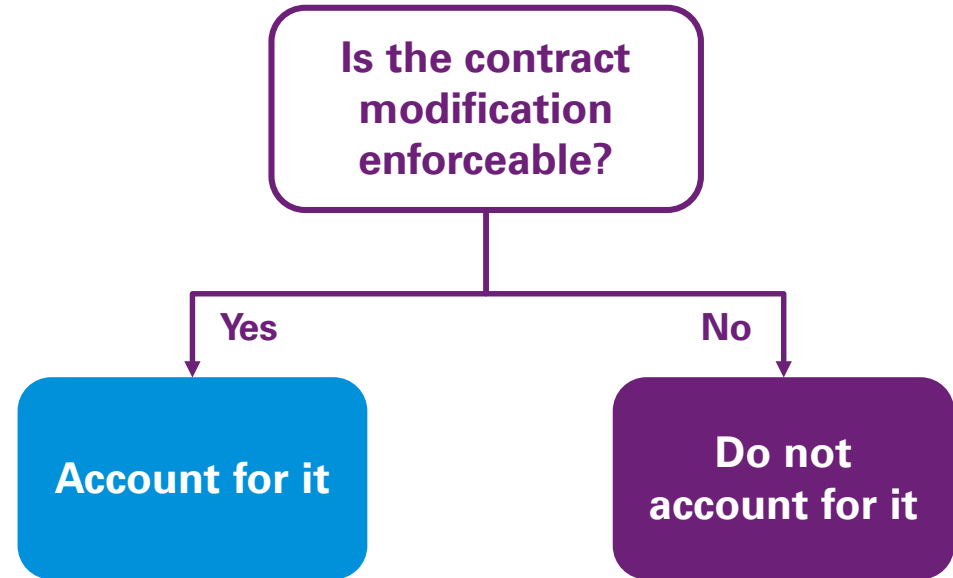 Is the contract
modification
enforceable?
Yes
No
Account for it
Do not
account for it